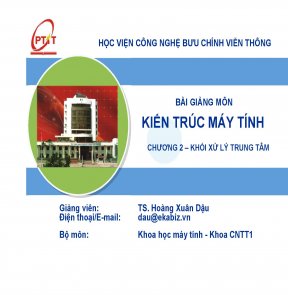 PTIT
HỌC VIỆN CÔNG NGHỆ BƯU CHÍNH VIỄN THÔNG
BÀI GIẢNG MÔN
KIẾN TRÚC MÁY TÍNH
CHƯƠNG 2 – KHỐI XỬ LÝ TRUNG TÂM
Giảng viên: TS. Hoàng Xuân Dậu
Điện thoại/E-mail: dau@ekabiz.vn
Bộ môn: Khoa học máy tính - Khoa CNTT1